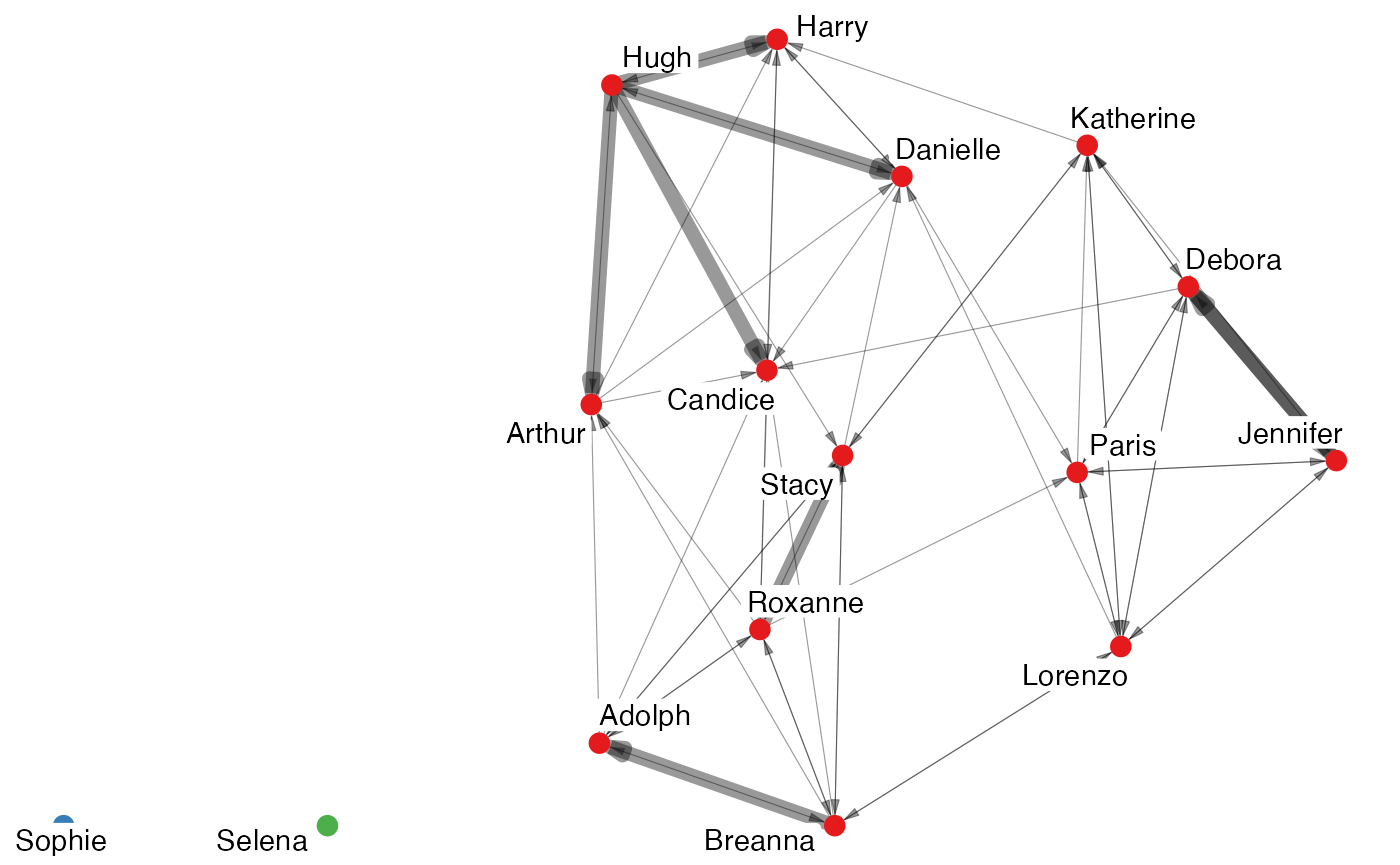 Harry
Hugh
Katherine
Danielle
Debora
Candice
Arthur
Paris
Jennifer
Stacy
Roxanne
Lorenzo
Adolph
Sophie
Selena
Breanna